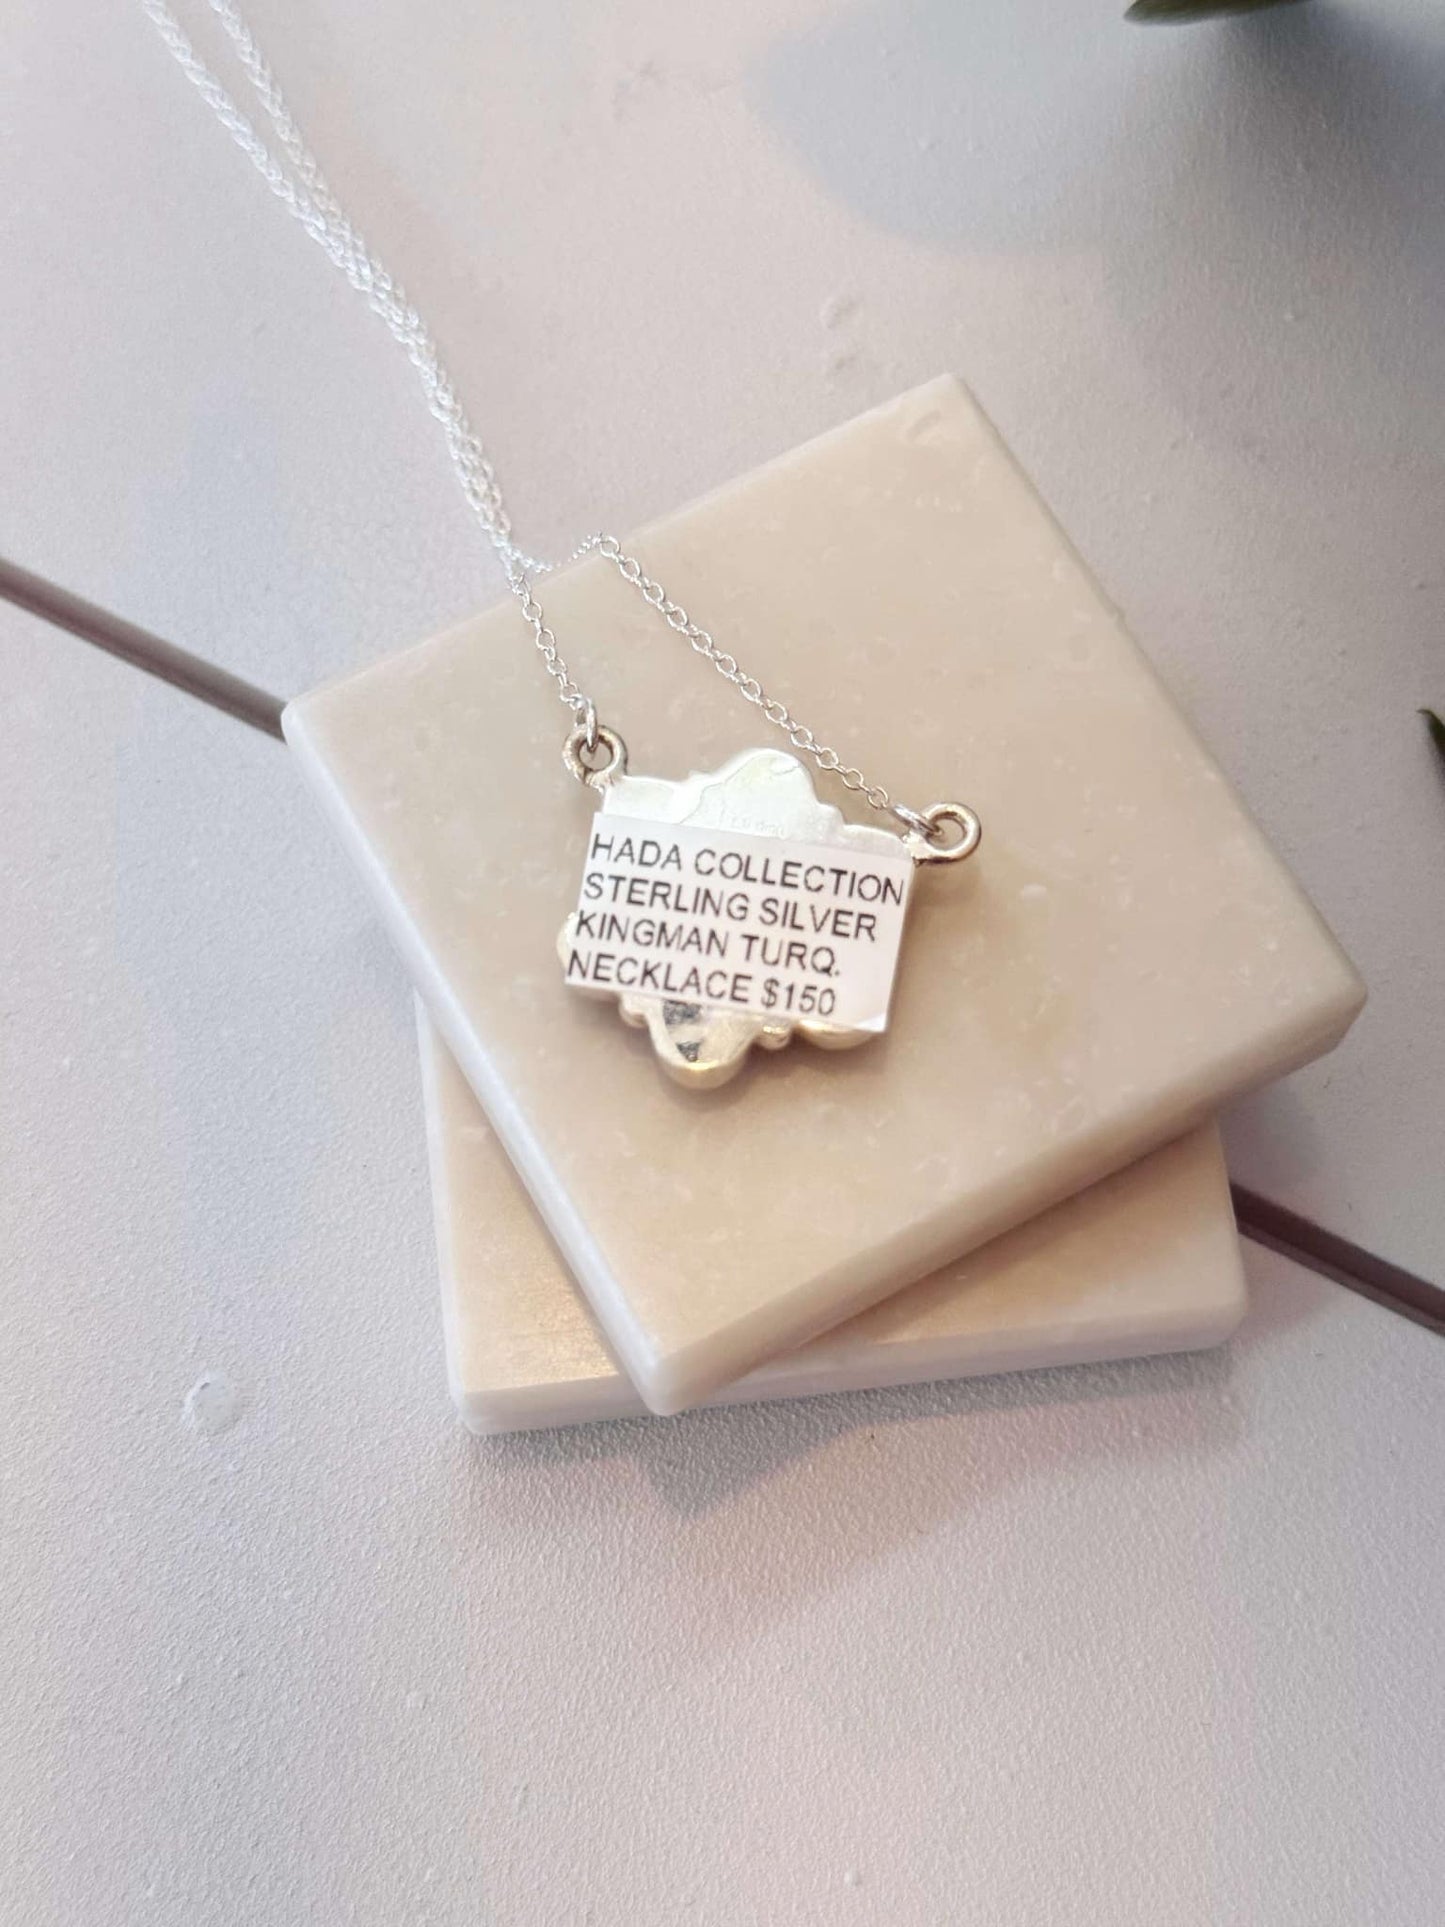 HADA COLLECTION
STERLING SILVER
KINGMAN TURQ.
NECKLACE $150